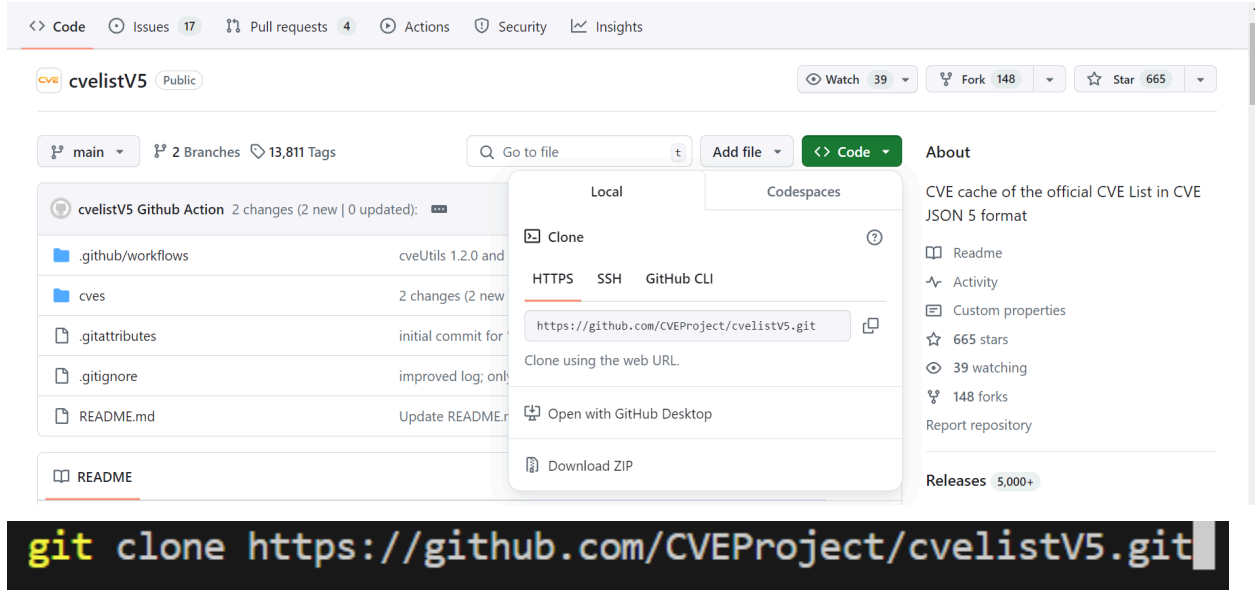 Code Issues 17 Pull requests 4 Actions Security Insights
CVE cvelistV5 Public Watch 39 Fork 148 Star 665
main 2 Branches 13,811 Tags Go to file t Add file Code
cvelistV5 Github Action 2 changes (2 new | 0 updated):
.github/workflows cveUtils 1.2.0 and
cves 2 changes (2 new
.gitattributes initial commit for
.gitignore improved log; only
README.md Update README.r
README
Local Codespaces
Clone
HTTPS SSH GitHub CLI
https://github.com/CVEProject/cvelistV5.git
Clone using the web URL.
Open with GitHub Desktop
Download ZIP
About
CVE cache of the official CVE List in CVE
JSON 5 format
Readme
Activity
Custom properties
665 stars
39 watching
148 forks
Report repository
Releases 5,000+
git clone https://github.com/CVEProject/cvelistV5.git